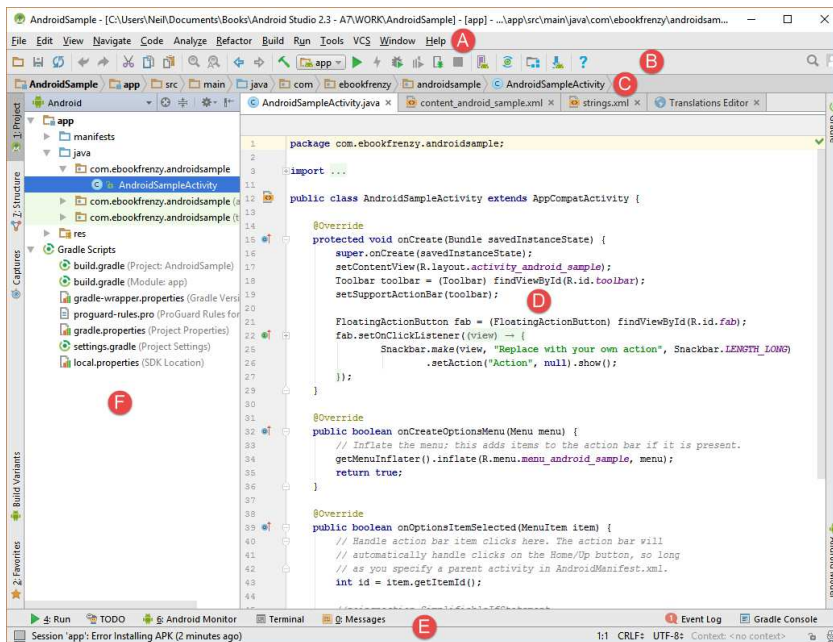 AndroidSample - [C:\Users\Neil\Documents\Books\Android Studio 2.3 - A7\WORK\AndroidSample] - [app] - ...\app\src\main\java\com\ebookfrenzy\androidsam...
File Edit View Navigate Code Analyze Refactor Build Run Tools VCS Window Help A
app B
AndroidSample app src main java com ebookfrenzy androidsample AndroidSampleActivity C
1: Project
Z: Structure
Captures
Build Variants
2: Favorites
Android
app
manifests
java
com.ebookfrenzy.androidsample
AndroidSampleActivity
com.ebookfrenzy.androidsample (a
com.ebookfrenzy.androidsample (t
res
Gradle Scripts
build.gradle (Project: AndroidSample)
build.gradle (Module: app)
gradle-wrapper.properties (Gradle Versi
proguard-rules.pro (ProGuard Rules for
gradle.properties (Project Properties)
settings.gradle (Project Settings)
local.properties (SDK Location)
F
AndroidSampleActivity.java content_android_sample.xml strings.xml Translations Editor
Gradle
1 package com.ebookfrenzy.androidsample;
2
3 import ...
11
12 public class AndroidSampleActivity extends AppCompatActivity {
13
14 @Override
15 protected void onCreate(Bundle savedInstanceState) {
16 super.onCreate(savedInstanceState);
17 setContentView(R.layout.activity_android_sample);
18 Toolbar toolbar = (Toolbar) findViewById(R.id.toolbar);
19 setSupportActionBar(toolbar);
D
20
21 FloatingActionButton fab = (FloatingActionButton) findViewById(R.id.fab);
22 fab.setOnClickListener((view) → {
25 Snackbar.make(view, "Replace with your own action", Snackbar.LENGTH_LONG)
26 .setAction("Action", null).show();
27 });
29 }
30
31 @Override
32 public boolean onCreateOptionsMenu(Menu menu) {
33 // Inflate the menu; this adds items to the action bar if it is present.
34 getMenuInflater().inflate(R.menu.menu_android_sample, menu);
35 return true;
36 }
37
38 @Override
39 public boolean onOptionsItemSelected(MenuItem item) {
40 // Handle action bar item clicks here. The action bar will
41 // automatically handle clicks on the Home/Up button, so long
42 // as you specify a parent activity in AndroidManifest.xml.
43 int id = item.getItemId();
44
Android Model
4: Run TODO 6: Android Monitor Terminal 0: Messages 1 Event Log Gradle Console
E
Session 'app': Error Installing APK (2 minutes ago) 1:1 CRLF÷ UTF-8÷ Context: <no context>